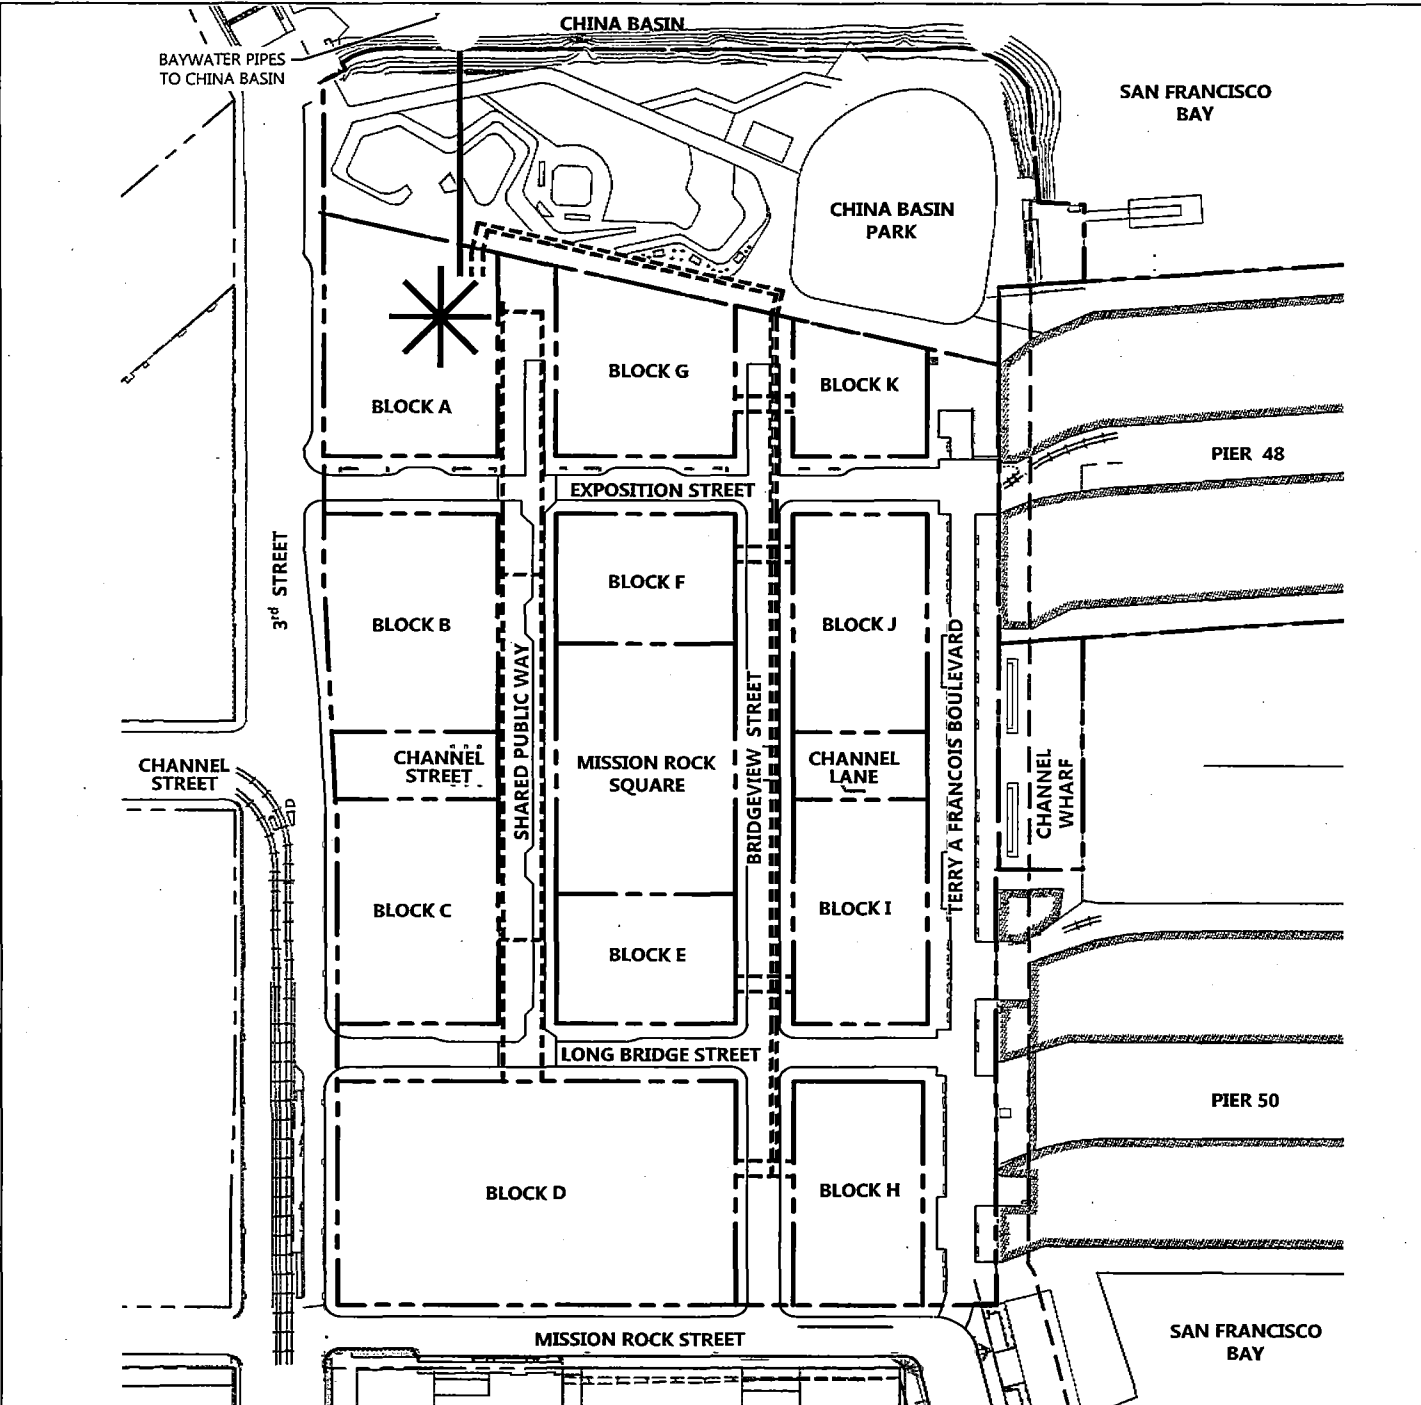 CHINA BASIN
BAYWATER PIPES
TO CHINA BASIN
SAN FRANCISCO
BAY
CHINA BASIN
PARK
BLOCK A
BLOCK G
BLOCK K
PIER 48
EXPOSITION STREET
3rd STREET
BLOCK B
BLOCK F
BLOCK J
SHARED PUBLIC WAY
BRIDGEVIEW STREET
TERRY A FRANCOIS BOULEVARD
CHANNEL
STREET
CHANNEL
STREET
MISSION ROCK
SQUARE
CHANNEL
LANE
CHANNEL
WHARF
BLOCK C
BLOCK E
BLOCK I
LONG BRIDGE STREET
PIER 50
BLOCK D
BLOCK H
MISSION ROCK STREET
SAN FRANCISCO
BAY